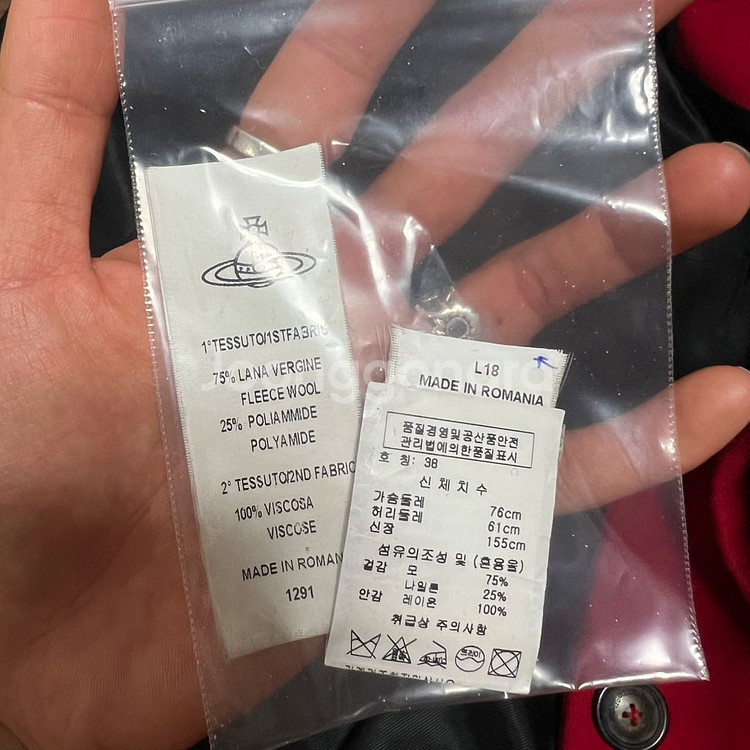 1° TESSUTO/1STFABRIC
75% LANA VERGINE
FLEECE WOOL
25% POLIAMMIDE
POLYAMIDE
2° TESSUTO/2ND FABRIC
100% VISCOSA
VISCOSE
MADE IN ROMAN
1291
L18
MADE IN ROMANIA
품질경영및공산품안전
관리법에의한품질표시
호 칭: 38
신 체 치 수
가슴둘레 76cm
허리둘레 61cm
신장 155cm
섬유의조성 및 (혼용율)
겉감 모 75%
나일론 25%
안감 레이온 100%
취급상 주의사항
드라이